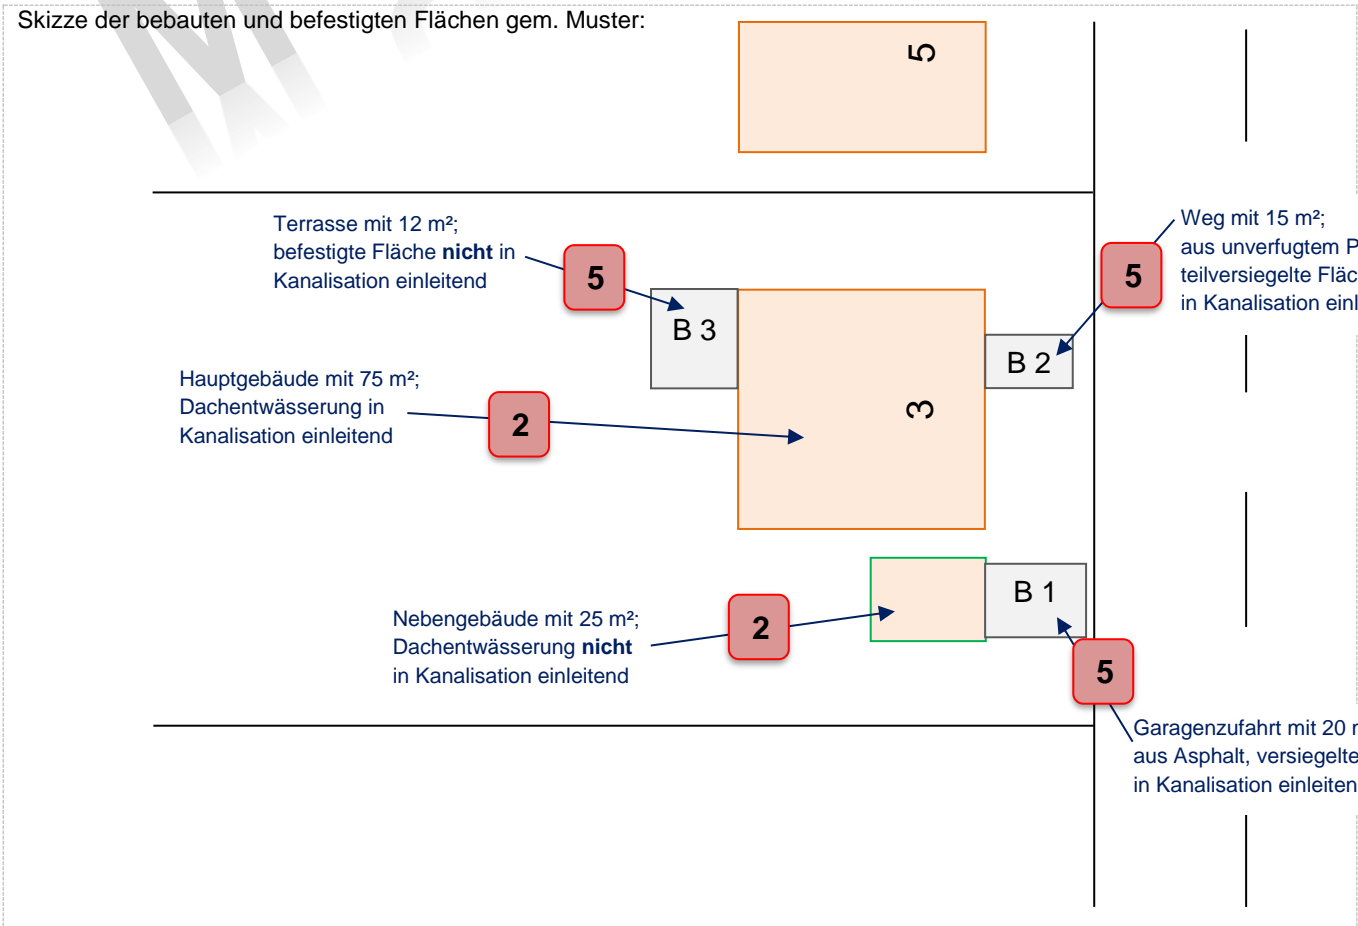 Skizze der bebauten und befestigten Flächen gem. Muster:
5
Terrasse mit 12 m²;
befestigte Fläche nicht in
Kanalisation einleitend
5
Weg mit 15 m²;
aus unverfugtem P
teilversiegelte Fläc
in Kanalisation einl
5
B 3
B 2
Hauptgebäude mit 75 m²;
Dachentwässerung in
Kanalisation einleitend
2
3
B 1
Nebengebäude mit 25 m²;
Dachentwässerung nicht
in Kanalisation einleitend
2
5
Garagenzufahrt mit 20 m
aus Asphalt, versiegelte
in Kanalisation einleiten